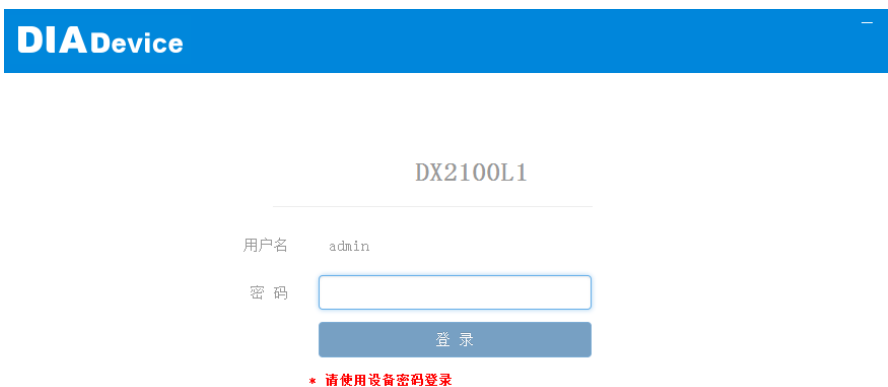 DIADevice
DX2100L1
用户名 admin
密 码
登 录
* 请使用设备密码登录